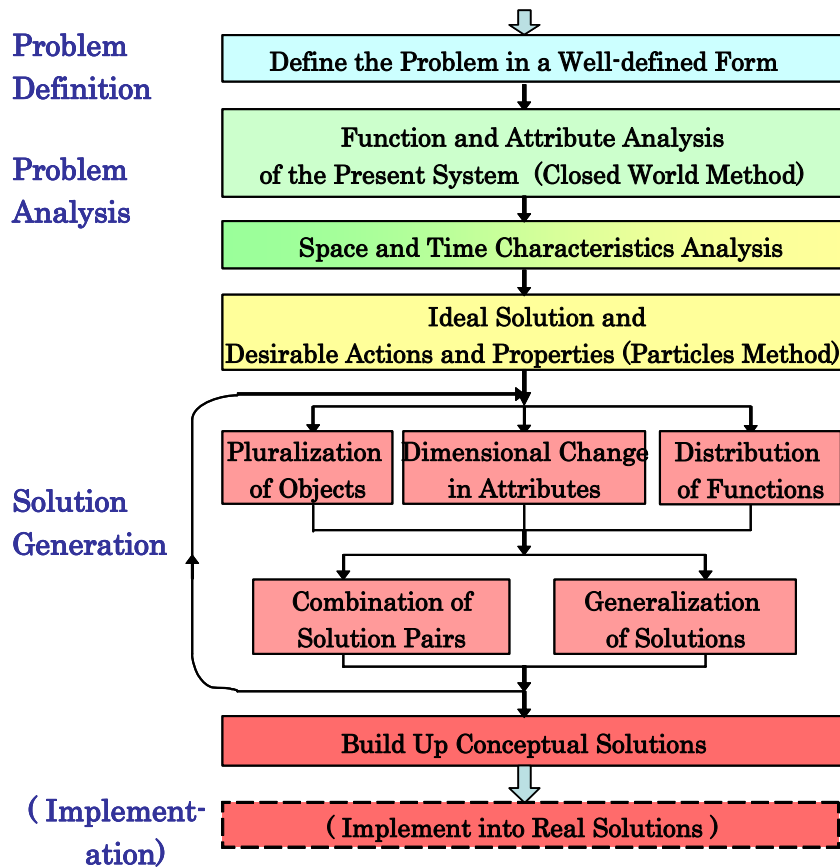 Problem
Definition
Define the Problem in a Well-defined Form
Problem
Analysis
Function and Attribute Analysis
of the Present System (Closed World Method)
Space and Time Characteristics Analysis
Ideal Solution and
Desirable Actions and Properties (Particles Method)
Solution
Generation
Pluralization
of Objects
Dimensional Change
in Attributes
Distribution
of Functions
Combination of
Solution Pairs
Generalization
of Solutions
Build Up Conceptual Solutions
( Implement-
ation)
( Implement into Real Solutions )